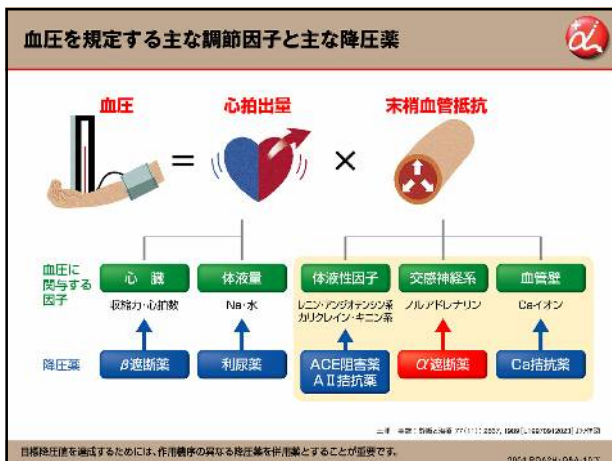 血圧を規定する主な調節因子と主な降圧薬
+α
血圧
心拍出量
末梢血管抵抗
=
×
血圧に
関与する
因子
心 臓
体液量
体液性因子
交感神経系
血管壁
収縮力・心拍数
Na・水
レニン・アンジオテンシン系
カリクレイン・キニン系
ノルアドレナリン
Caイオン
降圧薬
β遮断薬
利尿薬
ACE阻害薬
AⅡ拮抗薬
α遮断薬
Ca拮抗薬
目標降圧値を達成するためには、作用機序の異なる降圧薬を併用薬とすることが重要です。